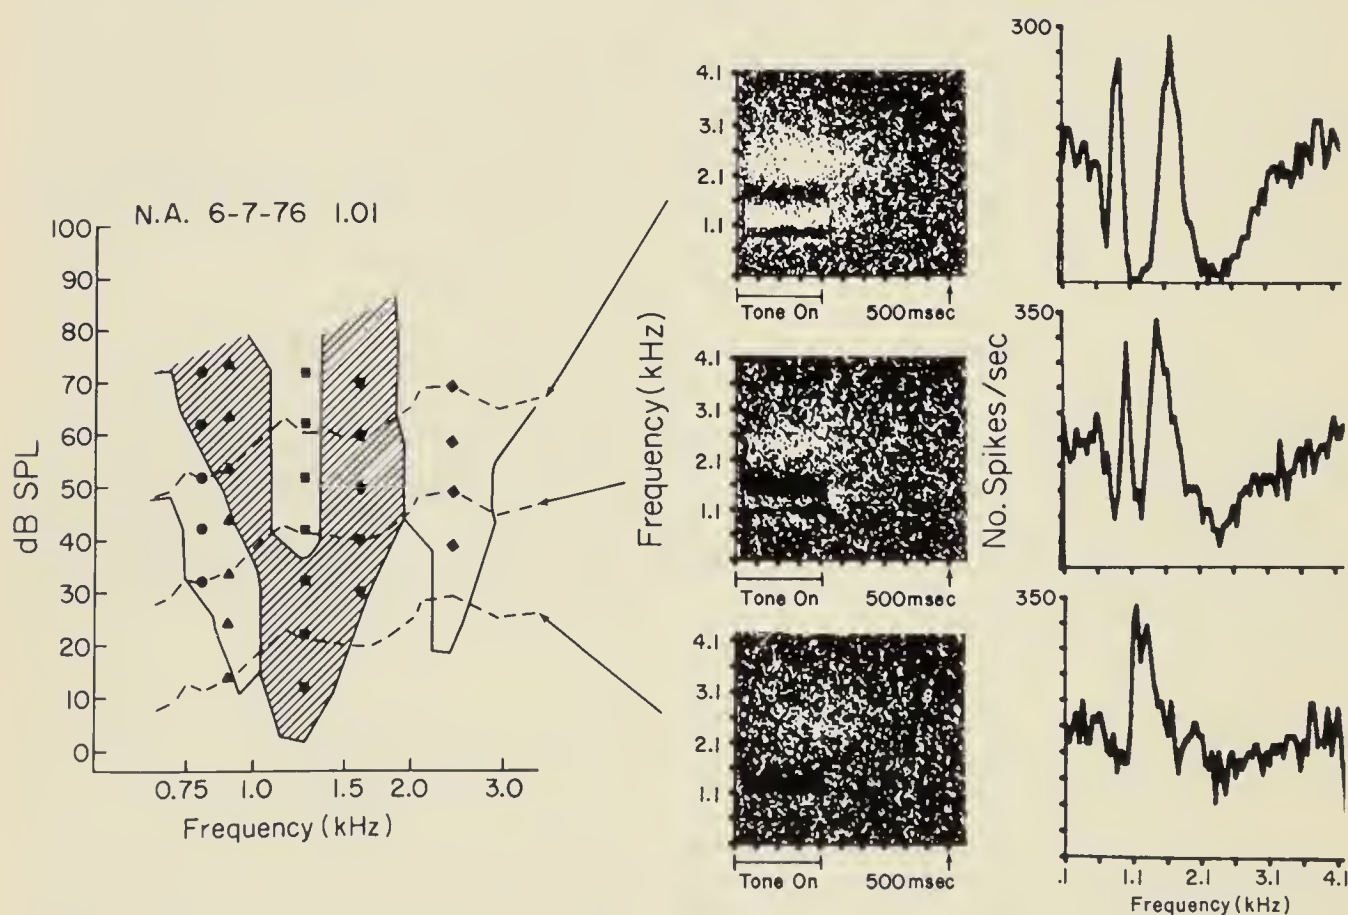 N.A. 6-7-76 1.01
100
90
80
70
60
50
40
30
20
10
0
dB SPL
0.75 1.0 1.5 2.0 3.0
Frequency (kHz)
4.1
3.1
2.1
1.1
Tone On 500msec
4.1
3.1
2.1
1.1
Tone On 500msec
4.1
3.1
2.1
1.1
Tone On 500msec
Frequency (kHz)
300
350
350
No. Spikes/sec
.1 1.1 2.1 3.1 4.1
Frequency (kHz)